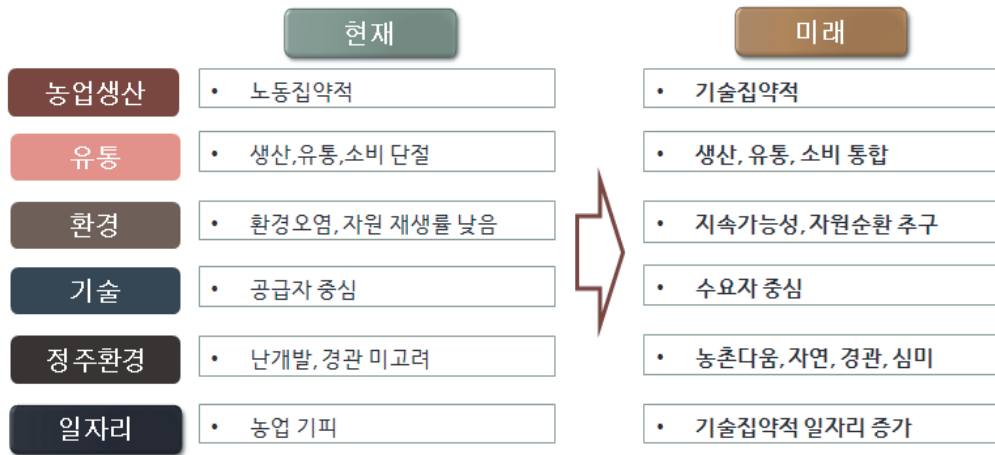 현재 미래
농업생산 • 노동집약적 • 기술집약적
유통 • 생산,유통,소비 단절 • 생산, 유통, 소비 통합
환경 • 환경오염, 자원 재생률 낮음 • 지속가능성, 자원순환 추구
기술 • 공급자 중심 • 수요자 중심
정주환경 • 난개발, 경관 미고려 • 농촌다움, 자연, 경관, 심미
일자리 • 농업 기피 • 기술집약적 일자리 증가